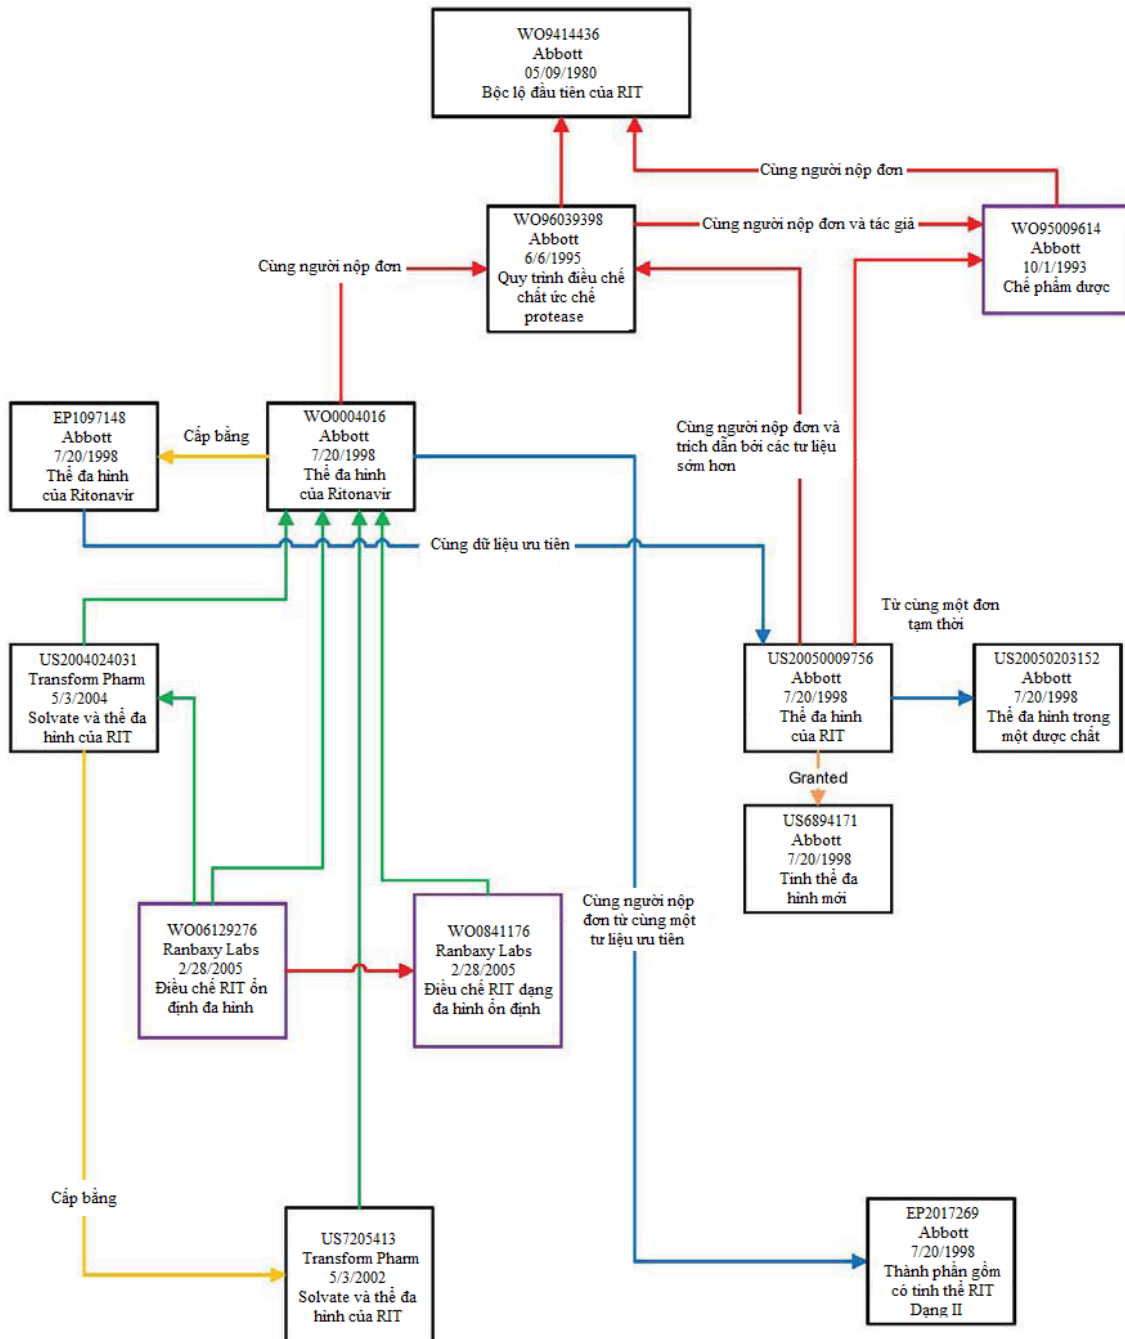 WO9414436
Abbott
05/09/1980
Bộc lộ đầu tiên của RIT
Cùng người nộp đơn
WO96039398
Abbott
6/6/1995
Quy trình điều chế
chất ức chế
protease
Cùng người nộp đơn và tác giả
WO95009614
Abbott
10/1/1993
Chế phẩm dược
Cùng người nộp đơn
EP1097148
Abbott
7/20/1998
Thể đa hình
của Ritonavir
Cấp bằng
WO0004016
Abbott
7/20/1998
Thể đa hình
của Ritonavir
Cùng người nộp đơn và
trích dẫn bởi các tư liệu
sớm hơn
Cùng dữ liệu ưu tiên
Từ cùng một đơn
tạm thời
US2004024031
Transform Pharm
5/3/2004
Solvate và thể đa
hình của RIT
US20050009756
Abbott
7/20/1998
Thể đa hình
của RIT
US20050203152
Abbott
7/20/1998
Thể đa hình trong
một dược chất
Granted
US6894171
Abbott
7/20/1998
Tinh thể đa
hình mới
WO06129276
Ranbaxy Labs
2/28/2005
Điều chế RIT ổn
định đa hình
WO0841176
Ranbaxy Labs
2/28/2005
Điều chế RIT dạng
đa hình ổn định
Cùng người nộp
đơn từ cùng một
tư liệu ưu tiên
Cấp bằng
US7205413
Transform Pharm
5/3/2002
Solvate và thể đa
hình của RIT
EP2017269
Abbott
7/20/1998
Thành phần gồm
có tinh thể RIT
Dạng II